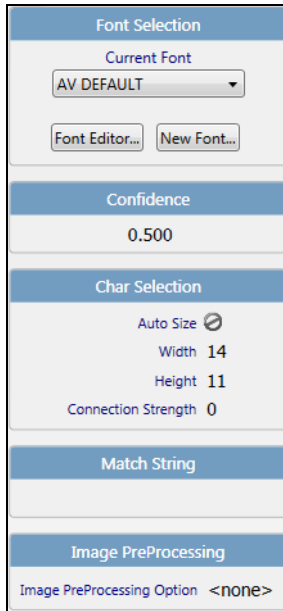 Font Selection
Current Font
AV DEFAULT
Font Editor... New Font...
Confidence
0.500
Char Selection
Auto Size
Width 14
Height 11
Connection Strength 0
Match String
Image PreProcessing
Image PreProcessing Option <none>